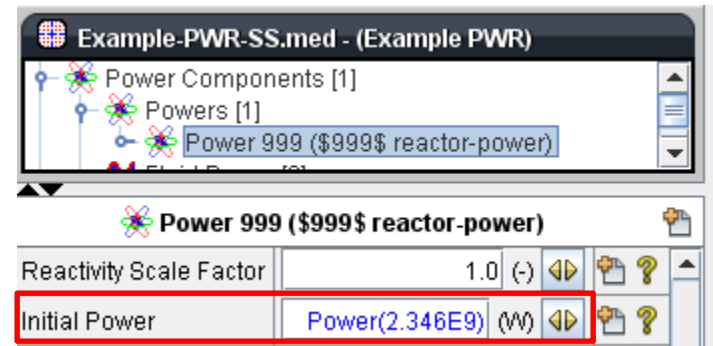 Example-PWR-SS.med - (Example PWR)
Power Components [1]
Powers [1]
Power 999 ($999$ reactor-power)
Power 999 ($999$ reactor-power)
Reactivity Scale Factor 1.0 (-) ?
Initial Power Power(2.346E9) (W) ?